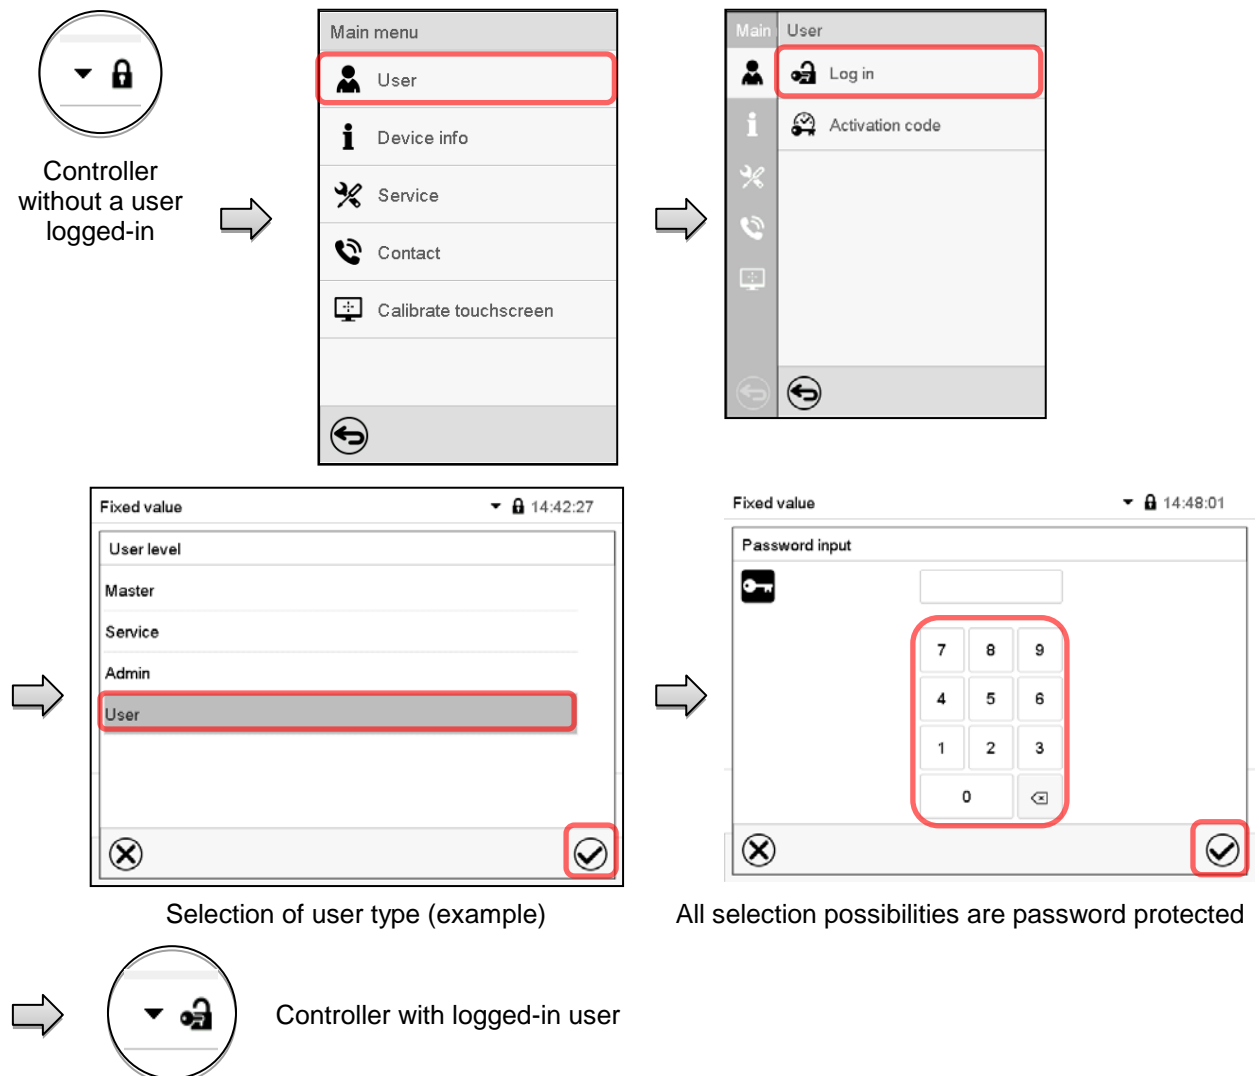 Controller
without a user
logged-in
Main menu
User
Device info
Service
Contact
Calibrate touchscreen
Main
User
Log in
Activation code
Fixed value 14:42:27
User level
Master
Service
Admin
User
Selection of user type (example)
Fixed value 14:48:01
Password input
7 8 9
4 5 6
1 2 3
0
All selection possibilities are password protected
Controller with logged-in user